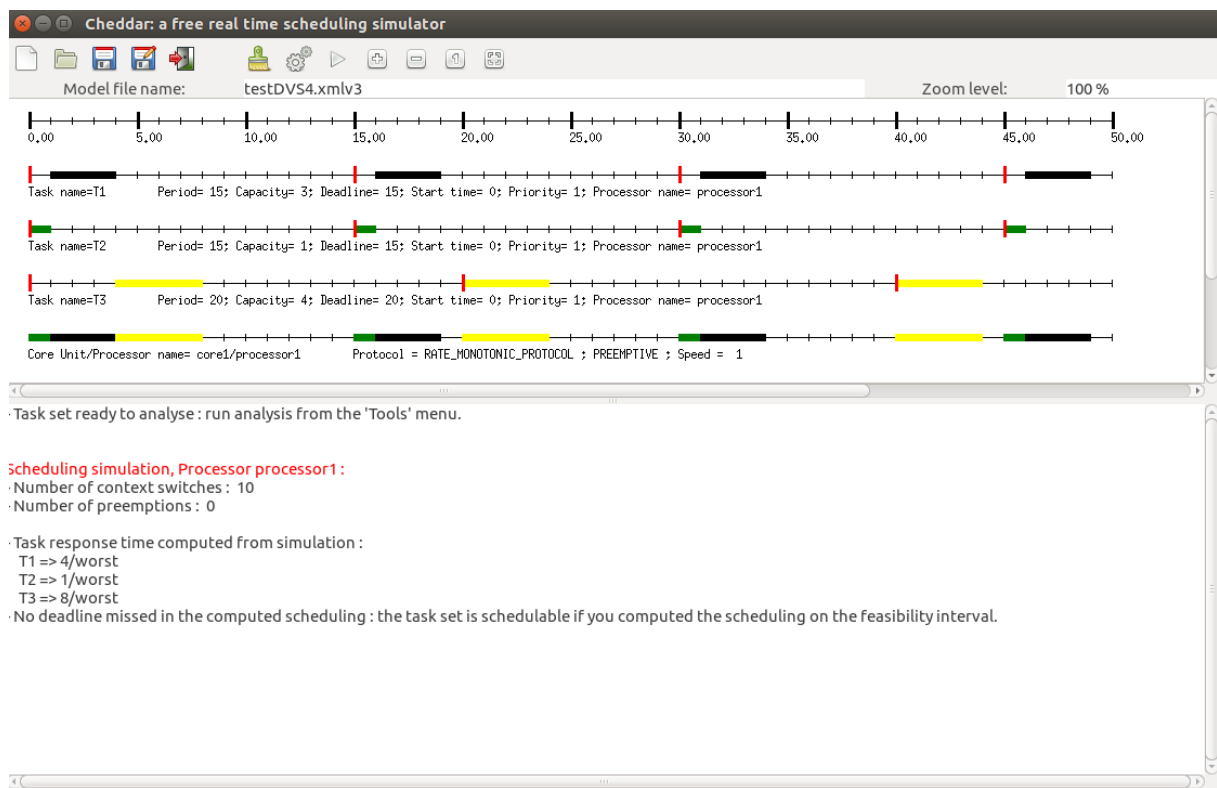 Cheddar: a free real time scheduling simulator
Model file name: testDVS4.xmlv3 Zoom level: 100 %
0.00 5.00 10.00 15.00 20.00 25.00 30.00 35.00 40.00 45.00 50.00
Task name=T1 Period= 15; Capacity= 3; Deadline= 15; Start time= 0; Priority= 1; Processor name= processor1
Task name=T2 Period= 15; Capacity= 1; Deadline= 15; Start time= 0; Priority= 1; Processor name= processor1
Task name=T3 Period= 20; Capacity= 4; Deadline= 20; Start time= 0; Priority= 1; Processor name= processor1
Core Unit/Processor name= core1/processor1 Protocol = RATE_MONOTONIC_PROTOCOL ; PREEMPTIVE ; Speed = 1
- Task set ready to analyse : run analysis from the 'Tools' menu.
Scheduling simulation, Processor processor1 :
- Number of context switches : 10
- Number of preemptions : 0
- Task response time computed from simulation :
T1 => 4/worst
T2 => 1/worst
T3 => 8/worst
- No deadline missed in the computed scheduling : the task set is schedulable if you computed the scheduling on the feasibility interval.